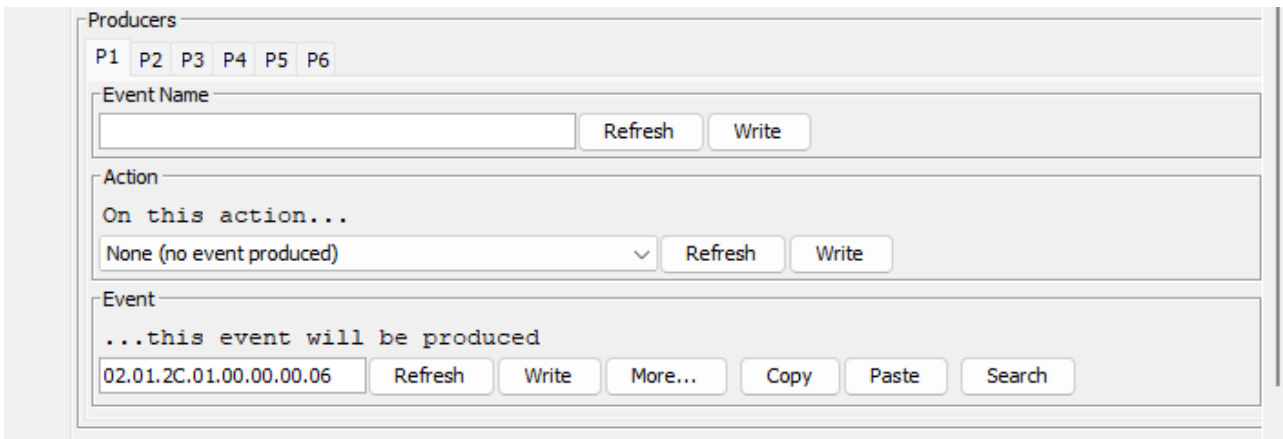 Producers
P1 P2 P3 P4 P5 P6
Event Name
Refresh Write
Action
On this action...
None (no event produced) Refresh Write
Event
...this event will be produced
02.01.2C.01.00.00.00.06 Refresh Write More... Copy Paste Search